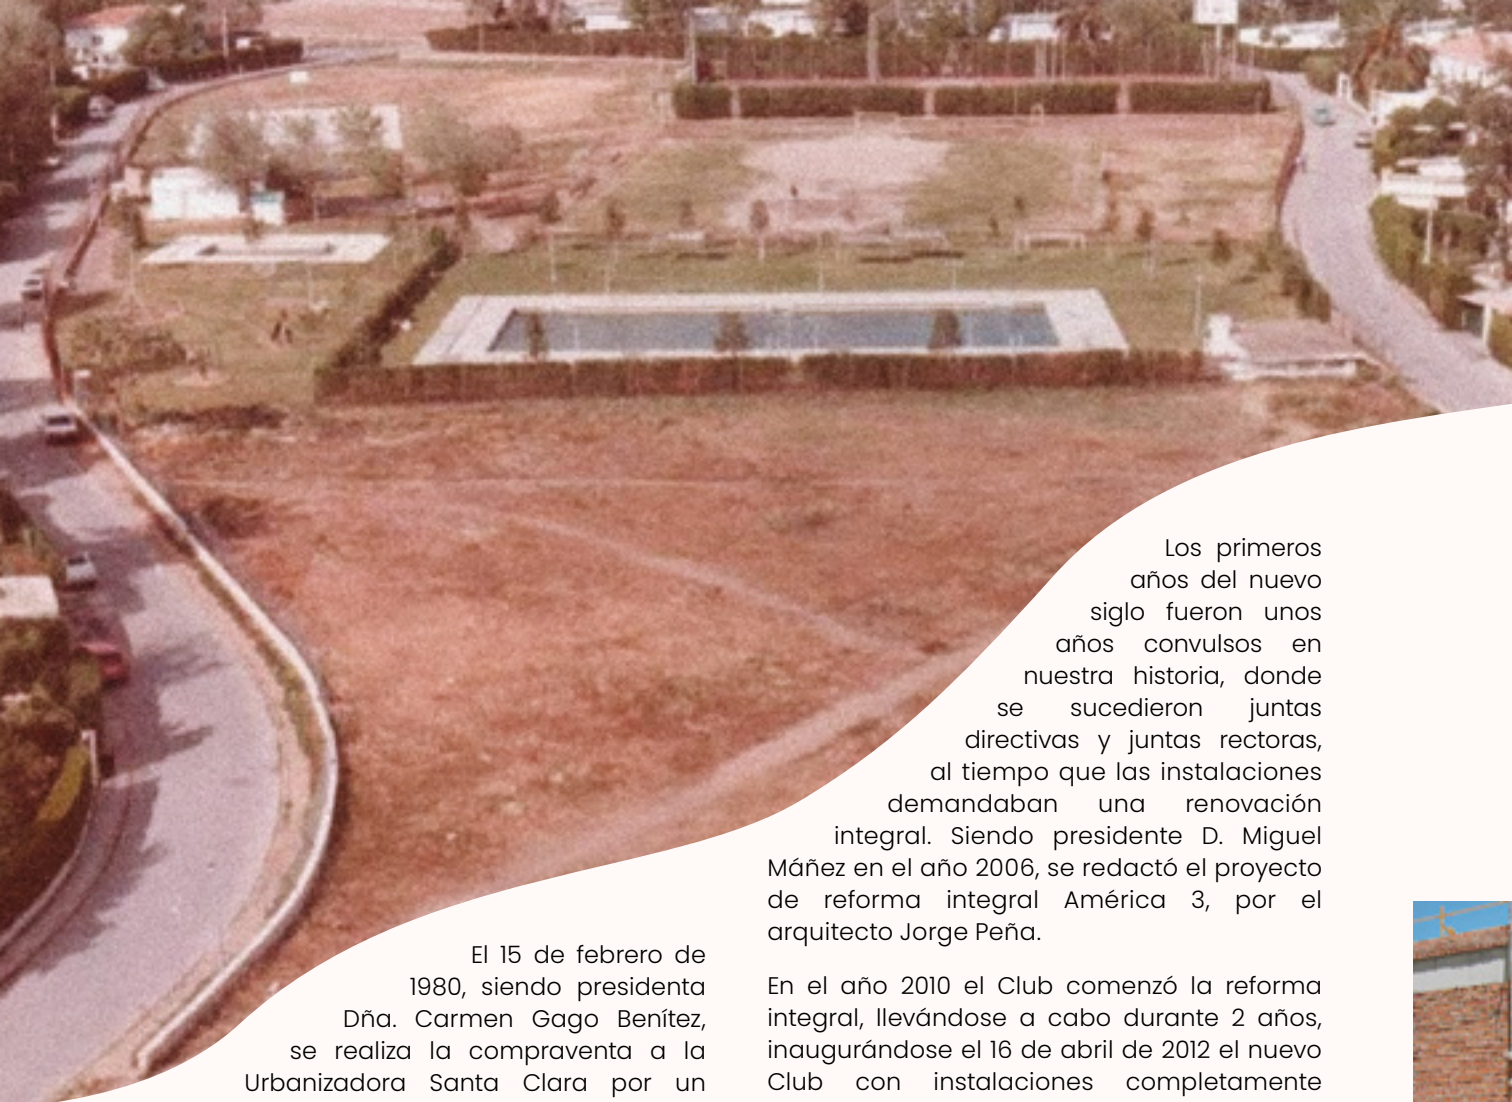 El 15 de febrero de
1980, siendo presidenta
Dña. Carmen Gago Benítez,
se realiza la compraventa a la
Urbanizadora Santa Clara por un
Los primeros
años del nuevo
siglo fueron unos
años convulsos en
nuestra historia, donde
se sucedieron juntas
directivas y juntas rectoras,
al tiempo que las instalaciones
demandaban una renovación
integral. Siendo presidente D. Miguel
Máñez en el año 2006, se redactó el proyecto
de reforma integral América 3, por el
arquitecto Jorge Peña.
En el año 2010 el Club comenzó la reforma
integral, llevándose a cabo durante 2 años,
inaugurándose el 16 de abril de 2012 el nuevo
Club con instalaciones completamente